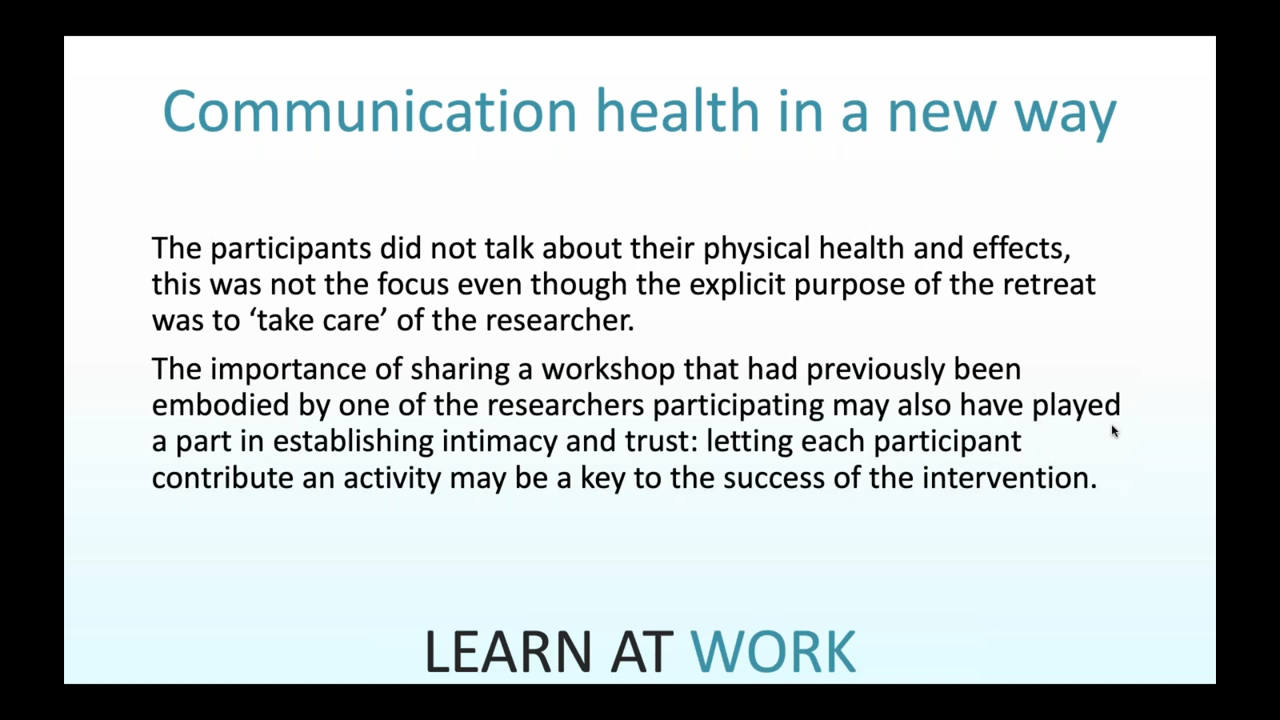 Communication health in a new way
The participants did not talk about their physical health and effects,
this was not the focus even though the explicit purpose of the retreat
was to ‘take care’ of the researcher.
The importance of sharing a workshop that had previously been
embodied by one of the researchers participating may also have played
a part in establishing intimacy and trust: letting each participant
contribute an activity may be a key to the success of the intervention.
LEARN AT WORK